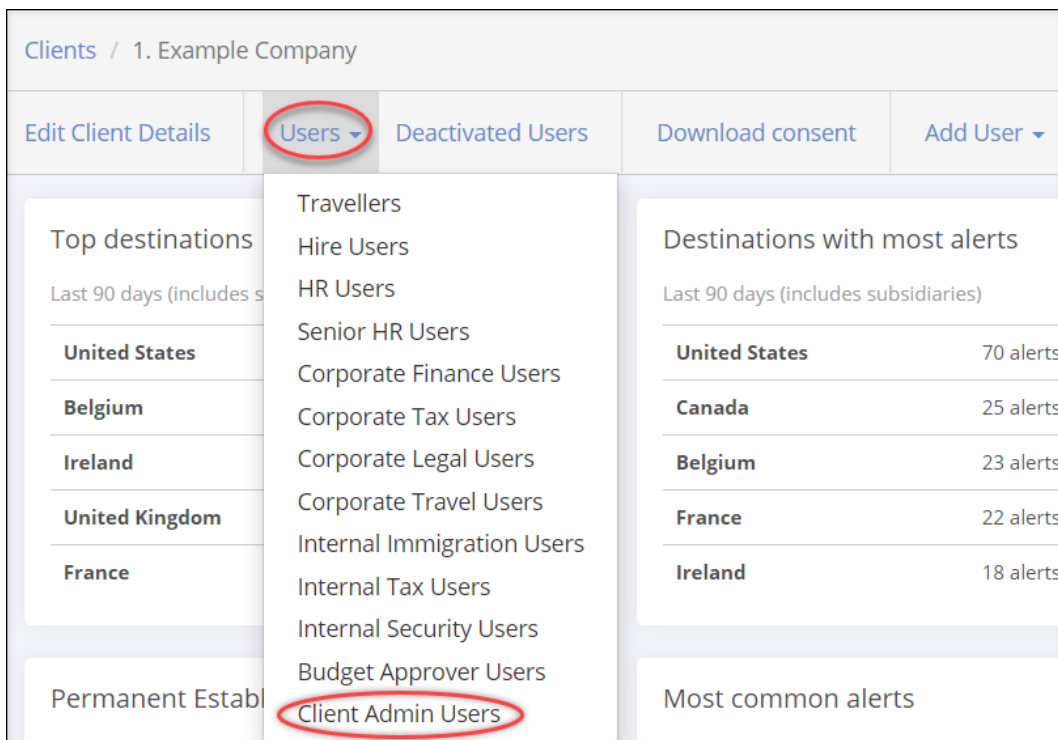 Clients / 1. Example Company
Edit Client Details
Users
Deactivated Users
Download consent
Add User
Travellers
Hire Users
HR Users
Senior HR Users
Corporate Finance Users
Corporate Tax Users
Corporate Legal Users
Corporate Travel Users
Internal Immigration Users
Internal Tax Users
Internal Security Users
Budget Approver Users
Client Admin Users
Top destinations
Last 90 days (includes s
United States
Belgium
Ireland
United Kingdom
France
Destinations with most alerts
Last 90 days (includes subsidiaries)
United States 70 alerts
Canada 25 alerts
Belgium 23 alerts
France 22 alerts
Ireland 18 alerts
Permanent Establ
Most common alerts